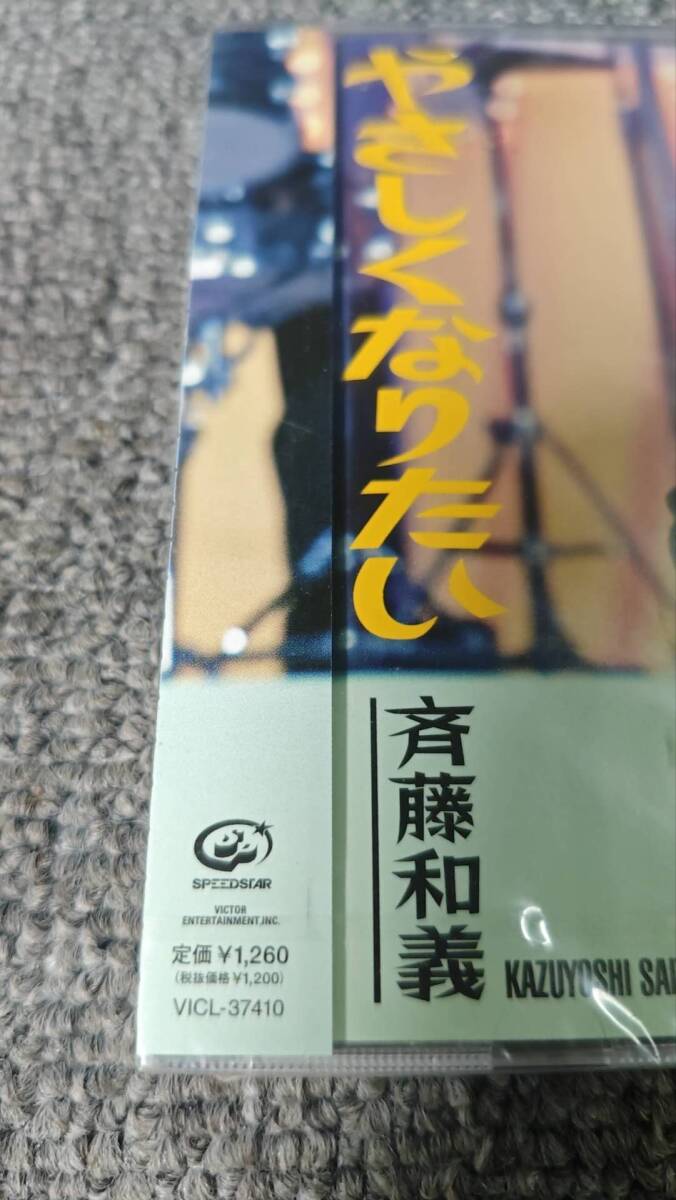 やさしくなりたい
斉藤和義
KAZUYOSHI SAI
SPEEDSTAR
VICTOR
ENTERTAINMENT,INC.
定価 ¥1,260
(税抜価格¥1,200)
VICL-37410